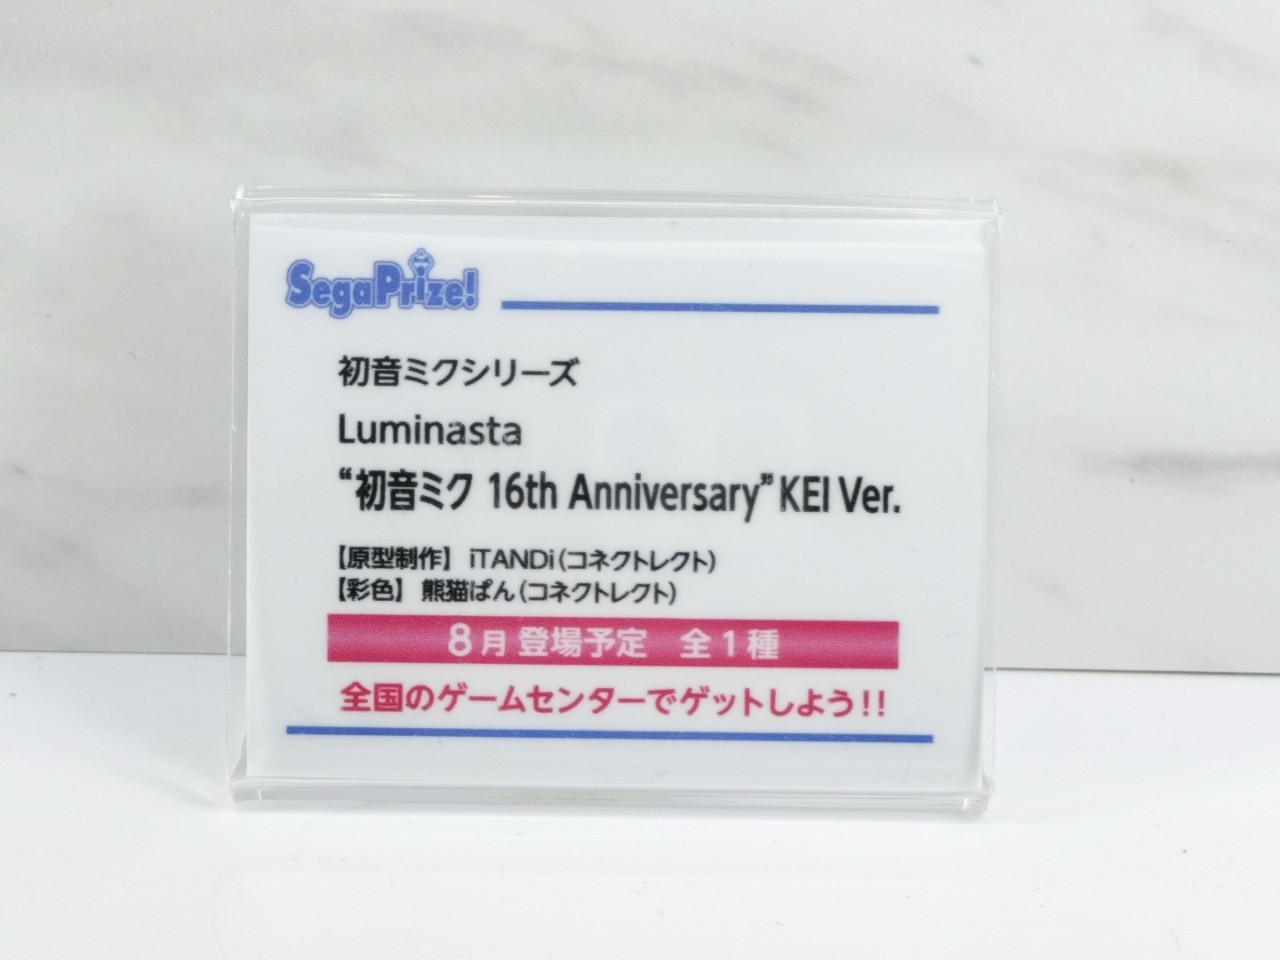 SegaPrize!
初音ミクシリーズ
Luminasta
“初音ミク 16th Anniversary”KEI Ver.
【原型制作】 iTANDi(コネクトレクト)
【彩色】 熊猫ぱん(コネクトレクト)
8月 登場予定 全1種
全国のゲームセンターでゲットしよう!!